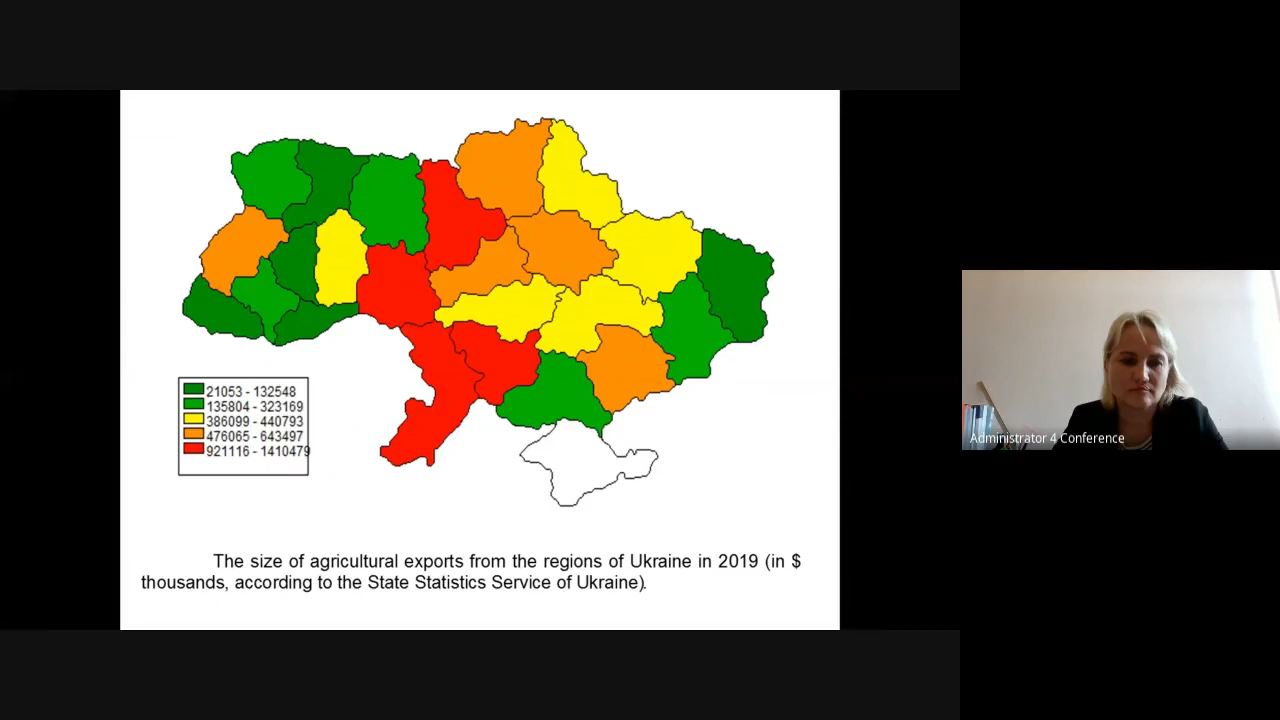 21053 - 132548
135804 - 323169
386099 - 440793
476065 - 643497
921116 - 1410479
The size of agricultural exports from the regions of Ukraine in 2019 (in $
thousands, according to the State Statistics Service of Ukraine).
Administrator 4 Conference